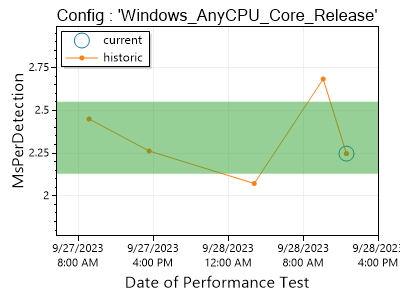 Config : 'Windows_AnyCPU_Core_Release'
current
historic
2.75
2.5
2.25
2
MsPerDetection
9/27/2023 9/27/2023 9/28/2023 9/28/2023 9/28/2023
8:00 AM 4:00 PM 12:00 AM 8:00 AM 4:00 PM
Date of Performance Test